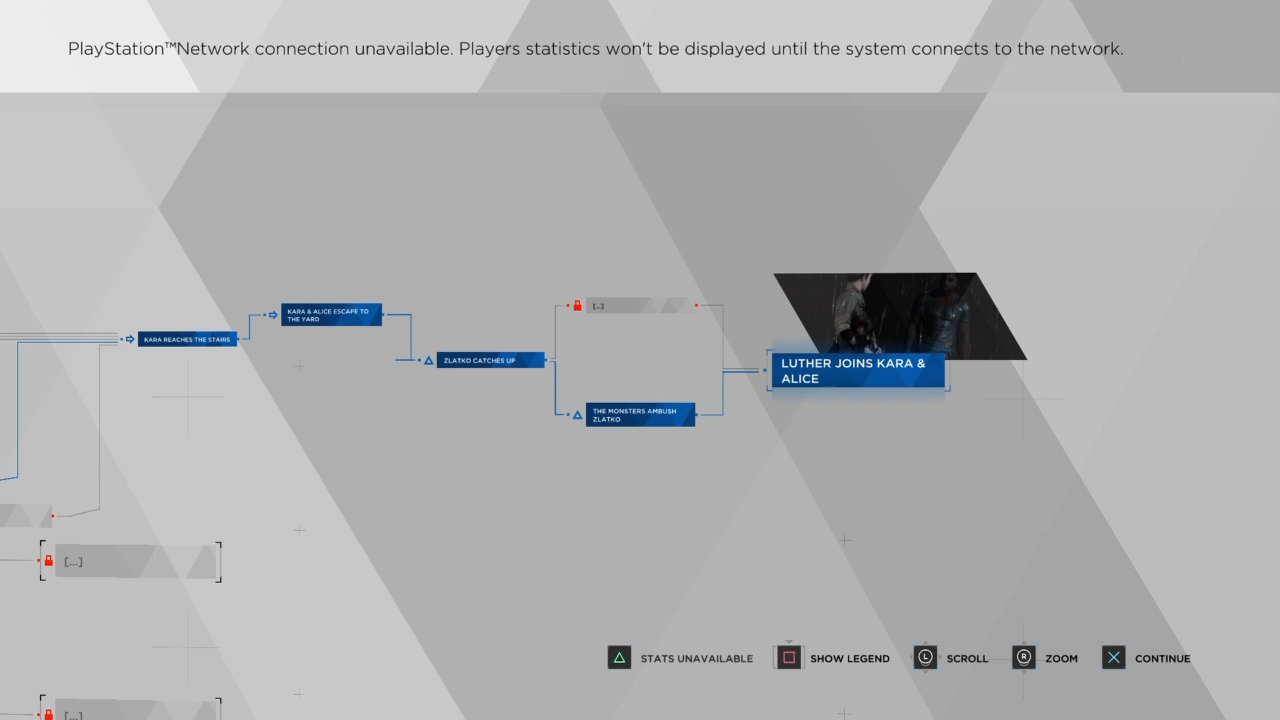 PlayStation™Network connection unavailable. Players statistics won't be displayed until the system connects to the network.
KARA & ALICE ESCAPE TO
THE YARD
[...]
KARA REACHES THE STAIRS
ZLATKO CATCHES UP
LUTHER JOINS KARA &
ALICE
THE MONSTERS AMBUSH
ZLATKO
[...]
STATS UNAVAILABLE
SHOW LEGEND
L
SCROLL
R
ZOOM
CONTINUE
[...]